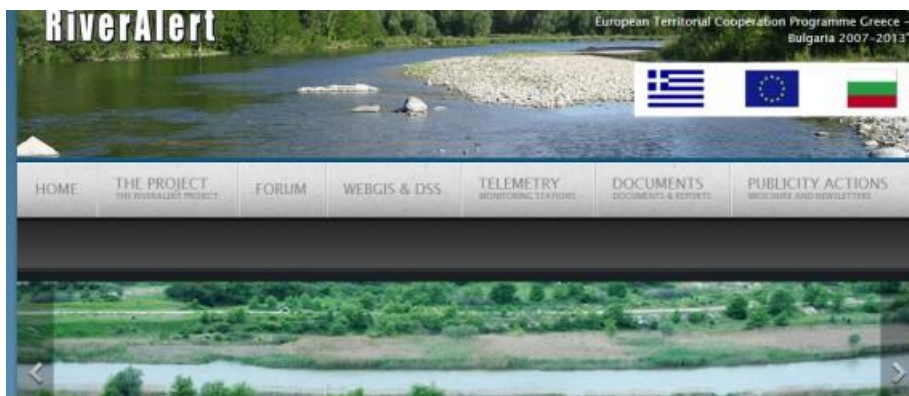 RiverAlert
European Territorial Cooperation Programme Greece -
Bulgaria 2007-2013"
HOME
THE PROJECT
THE RIVERALERT PROJECT
FORUM
WEBGIS & DSS
TELEMETRY
MONITORING STATIONS
DOCUMENTS
DOCUMENTS & REPORTS
PUBLICITY ACTIONS
BROCHURE AND NEWSLETTERS